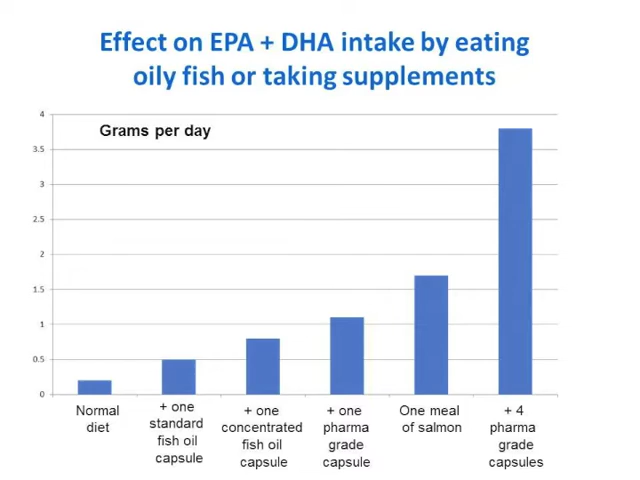 Effect on EPA + DHA intake by eating
oily fish or taking supplements
Grams per day
4
3.5
3
2.5
2
1.5
1
0.5
0
Normal
diet
+ one
standard
fish oil
capsule
+ one
concentrated
fish oil
capsule
+ one
pharma
grade
capsule
One meal
of salmon
+ 4
pharma
grade
capsules